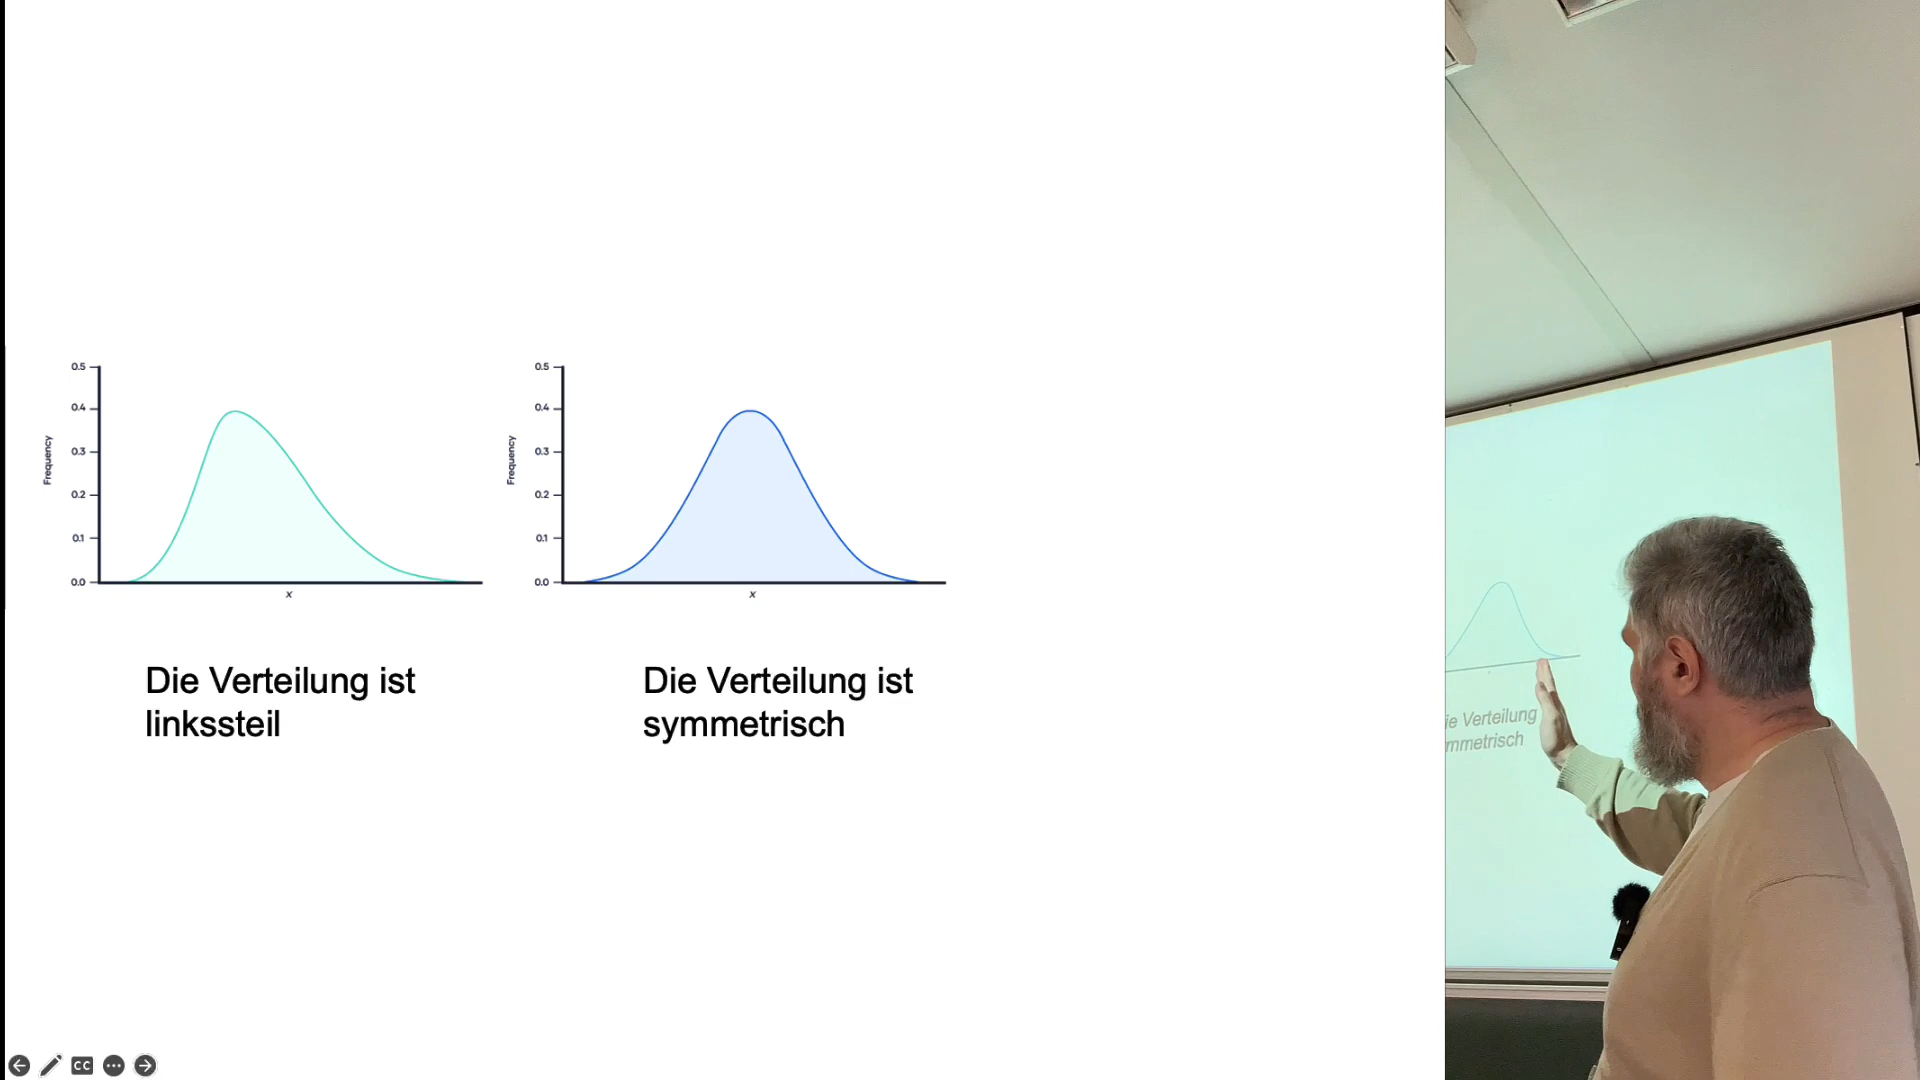 0.5
0.4
0.3
0.2
0.1
0.0
Frequency
x
Die Verteilung ist
linkssteil
0.5
0.4
0.3
0.2
0.1
0.0
Frequency
x
Die Verteilung ist
symmetrisch
CC
ie Verteilung
mmetrisch